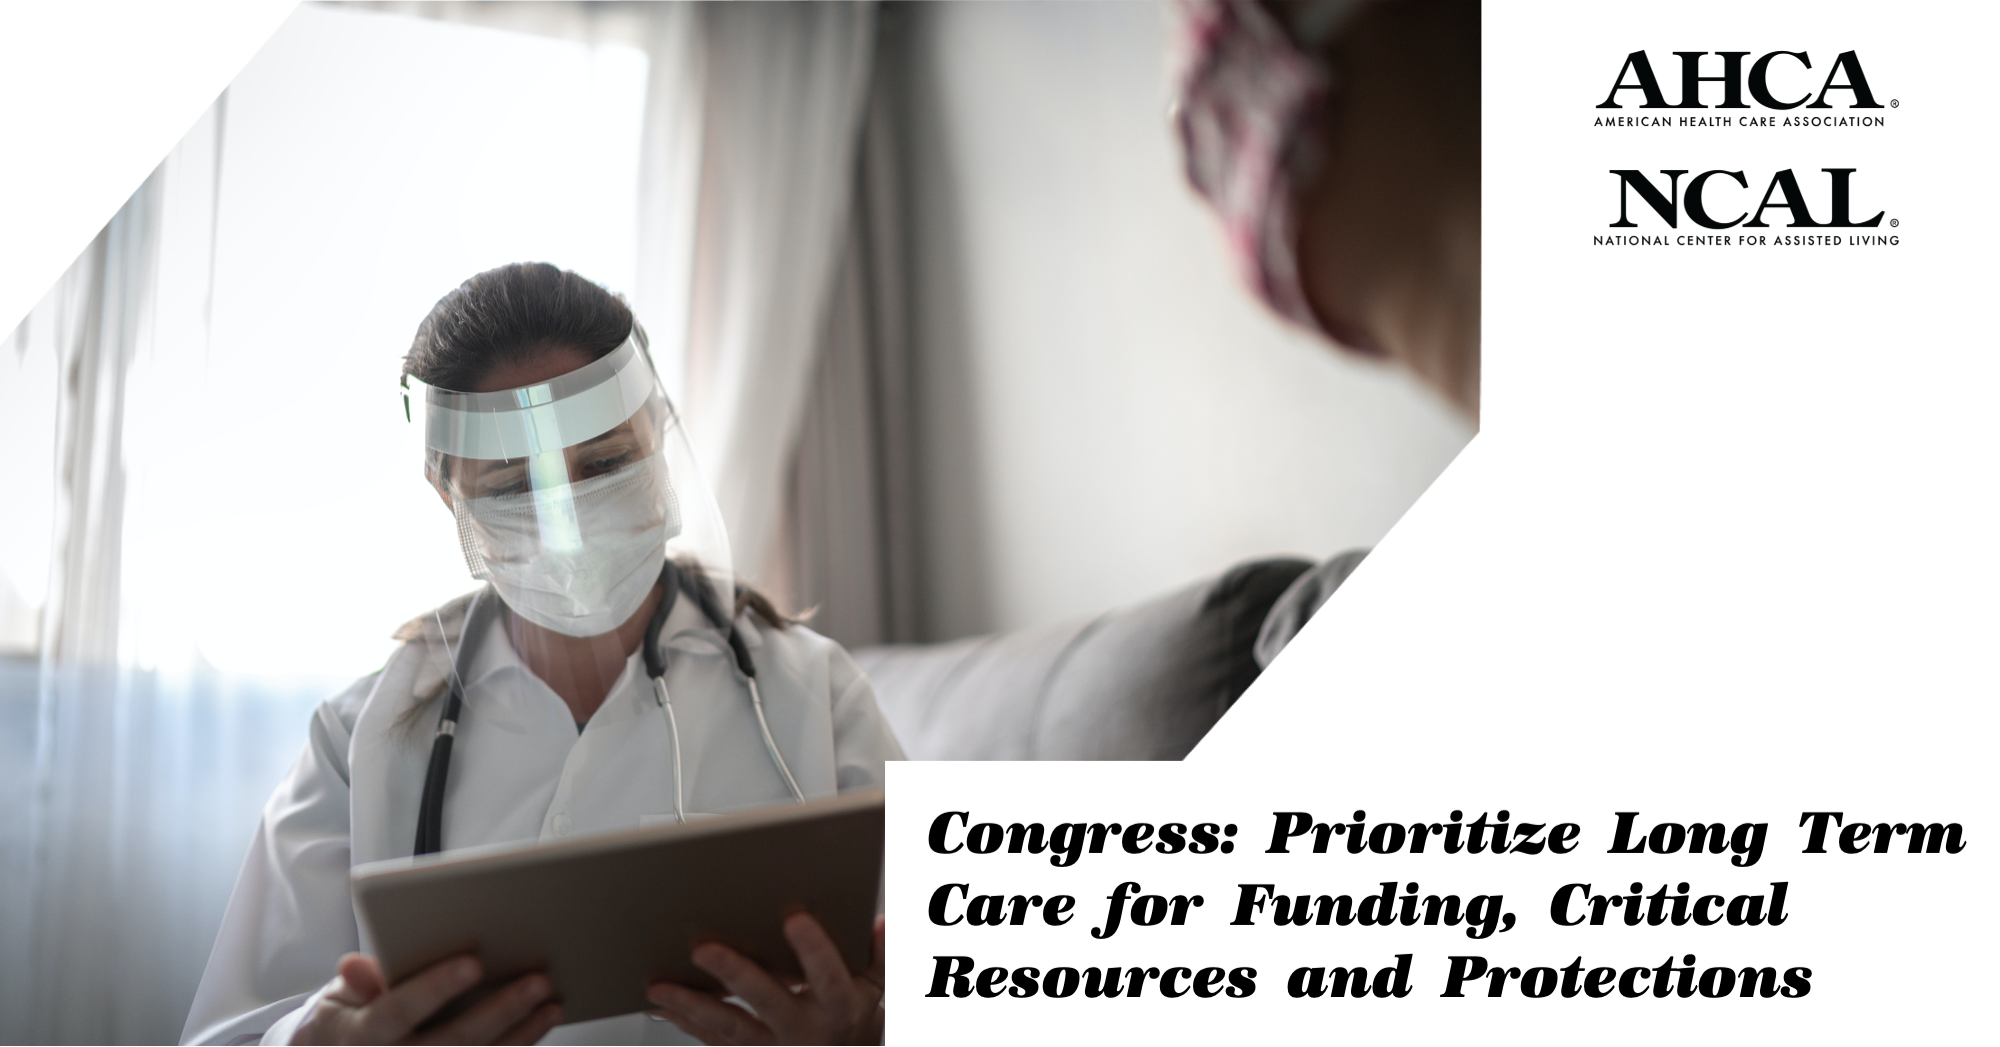 AHCA®
AMERICAN HEALTH CARE ASSOCIATION
NCAL®
NATIONAL CENTER FOR ASSISTED LIVING
Congress: Prioritize Long Term
Care for Funding, Critical
Resources and Protections